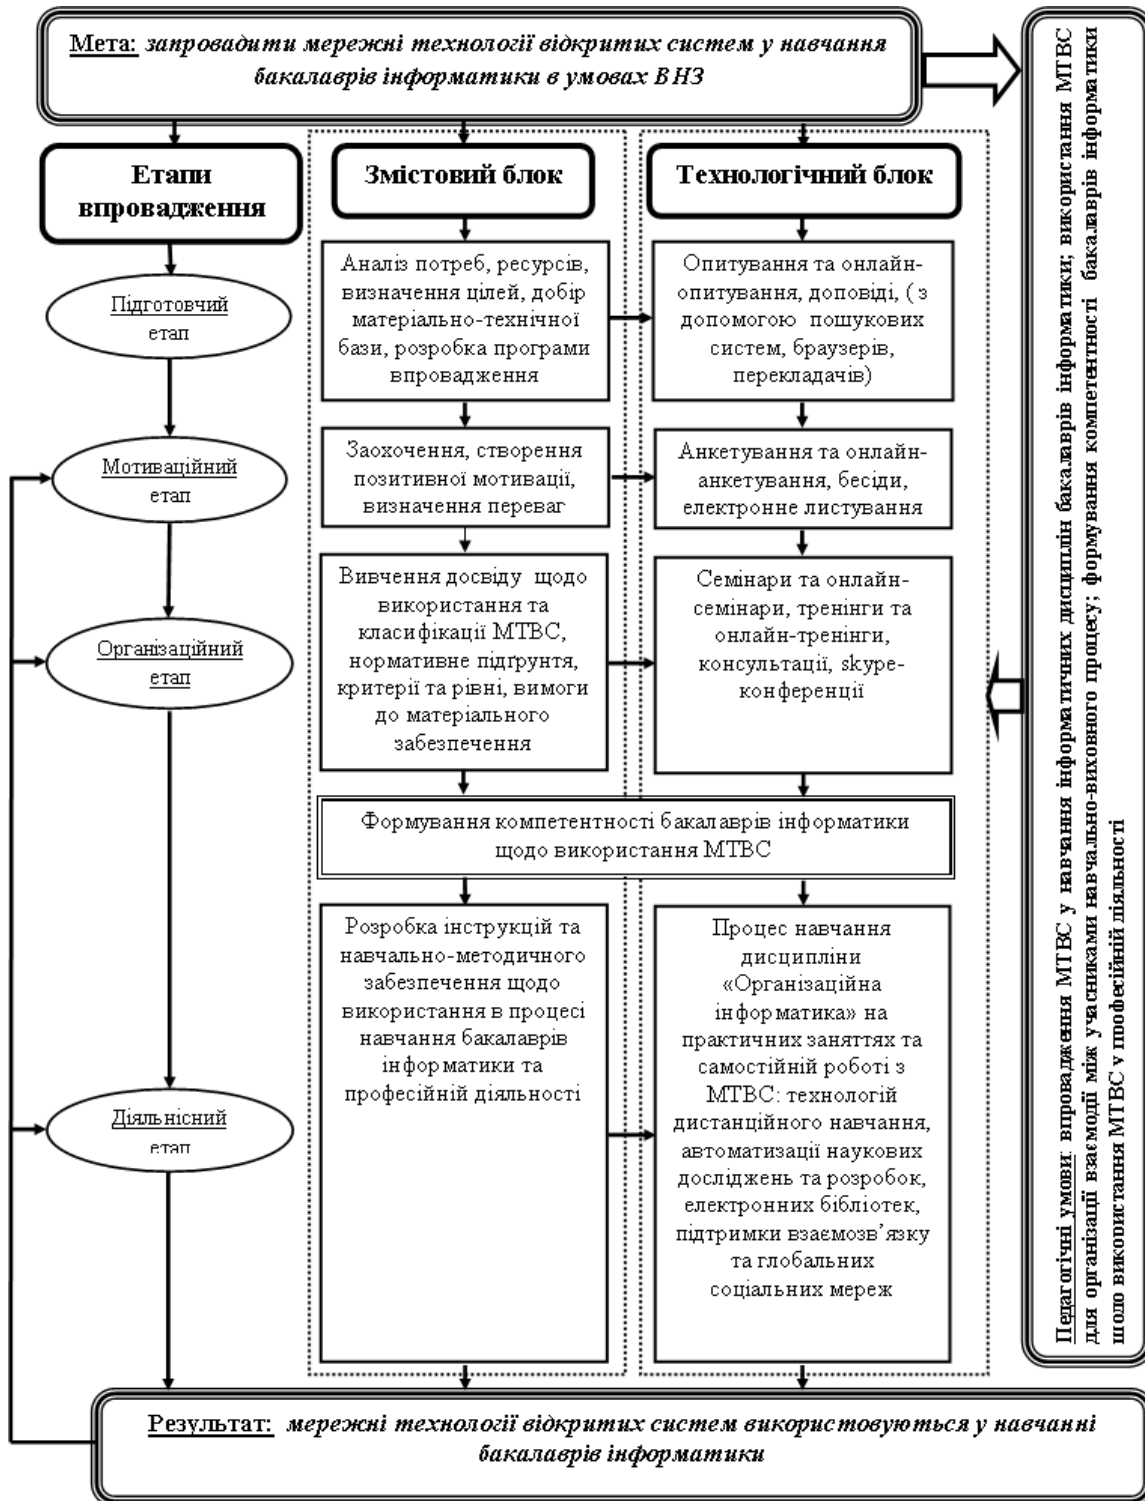 Мета: запровадити мережні технології відкритих систем у навчання
бакалаврів інформатики в умовах ВНЗ
Етапи
впровадження
Підготовчий
етап
Мотиваційний
етап
Організаційний
етап
Діяльнісний
етап
Змістовий блок
Аналіз потреб, ресурсів,
визначення цілей, добір
матеріально-технічної
бази, розробка програми
впровадження
Заохочення, створення
позитивної мотивації,
визначення переваг
Вивчення досвіду щодо
використання та
класифікації МТВС,
нормативне підґрунтя,
критерії та рівні, вимоги
до матеріального
забезпечення
Технологічний блок
Опитування та онлайн-
опитування, доповіді, ( з
допомогою пошукових
систем, браузерів,
перекладачів)
Анкетування та онлайн-
анкетування, бесіди,
електронне листування
Семінари та онлайн-
семінари, тренінги та
онлайн-тренінги,
консультації, skype-
конференції
Формування компетентності бакалаврів інформатики
щодо використання МТВС
Розробка інструкцій та
навчально-методичного
забезпечення щодо
використання в процесі
навчання бакалаврів
інформатики та
професійній діяльності
Процес навчання
дисципліни
«Організаційна
інформатика» на
практичних заняттях та
самостійній роботі з
МТВС: технологій
дистанційного навчання,
автоматизації наукових
досліджень та розробок,
електронних бібліотек,
підтримки взаємозв’язку
та глобальних
соціальних мереж
Педагогічні умови: впровадження МТВС у навчання інформатичних дисциплін бакалаврів інформатики; використання МТВС
для організації взаємодії між учасниками навчально-виховного процесу; формування компетентності бакалаврів інформатики
щодо використання МТВС у професійній діяльності
Результат: мережні технології відкритих систем використовуються у навчанні
бакалаврів інформатики